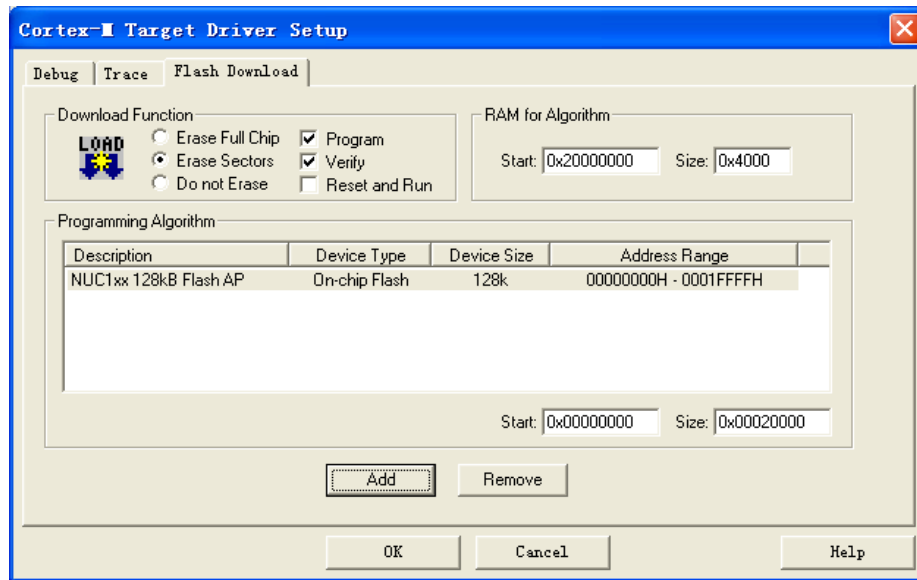 Cortex-M Target Driver Setup
Debug Trace Flash Download
Download Function
LOAD
Erase Full Chip
Erase Sectors
Do not Erase
Program
Verify
Reset and Run
RAM for Algorithm
Start: 0x20000000 Size: 0x4000
Programming Algorithm
Description Device Type Device Size Address Range
NUC1xx 128kB Flash AP On-chip Flash 128k 00000000H - 0001FFFFH
Start: 0x00000000 Size: 0x00020000
Add Remove
OK Cancel Help